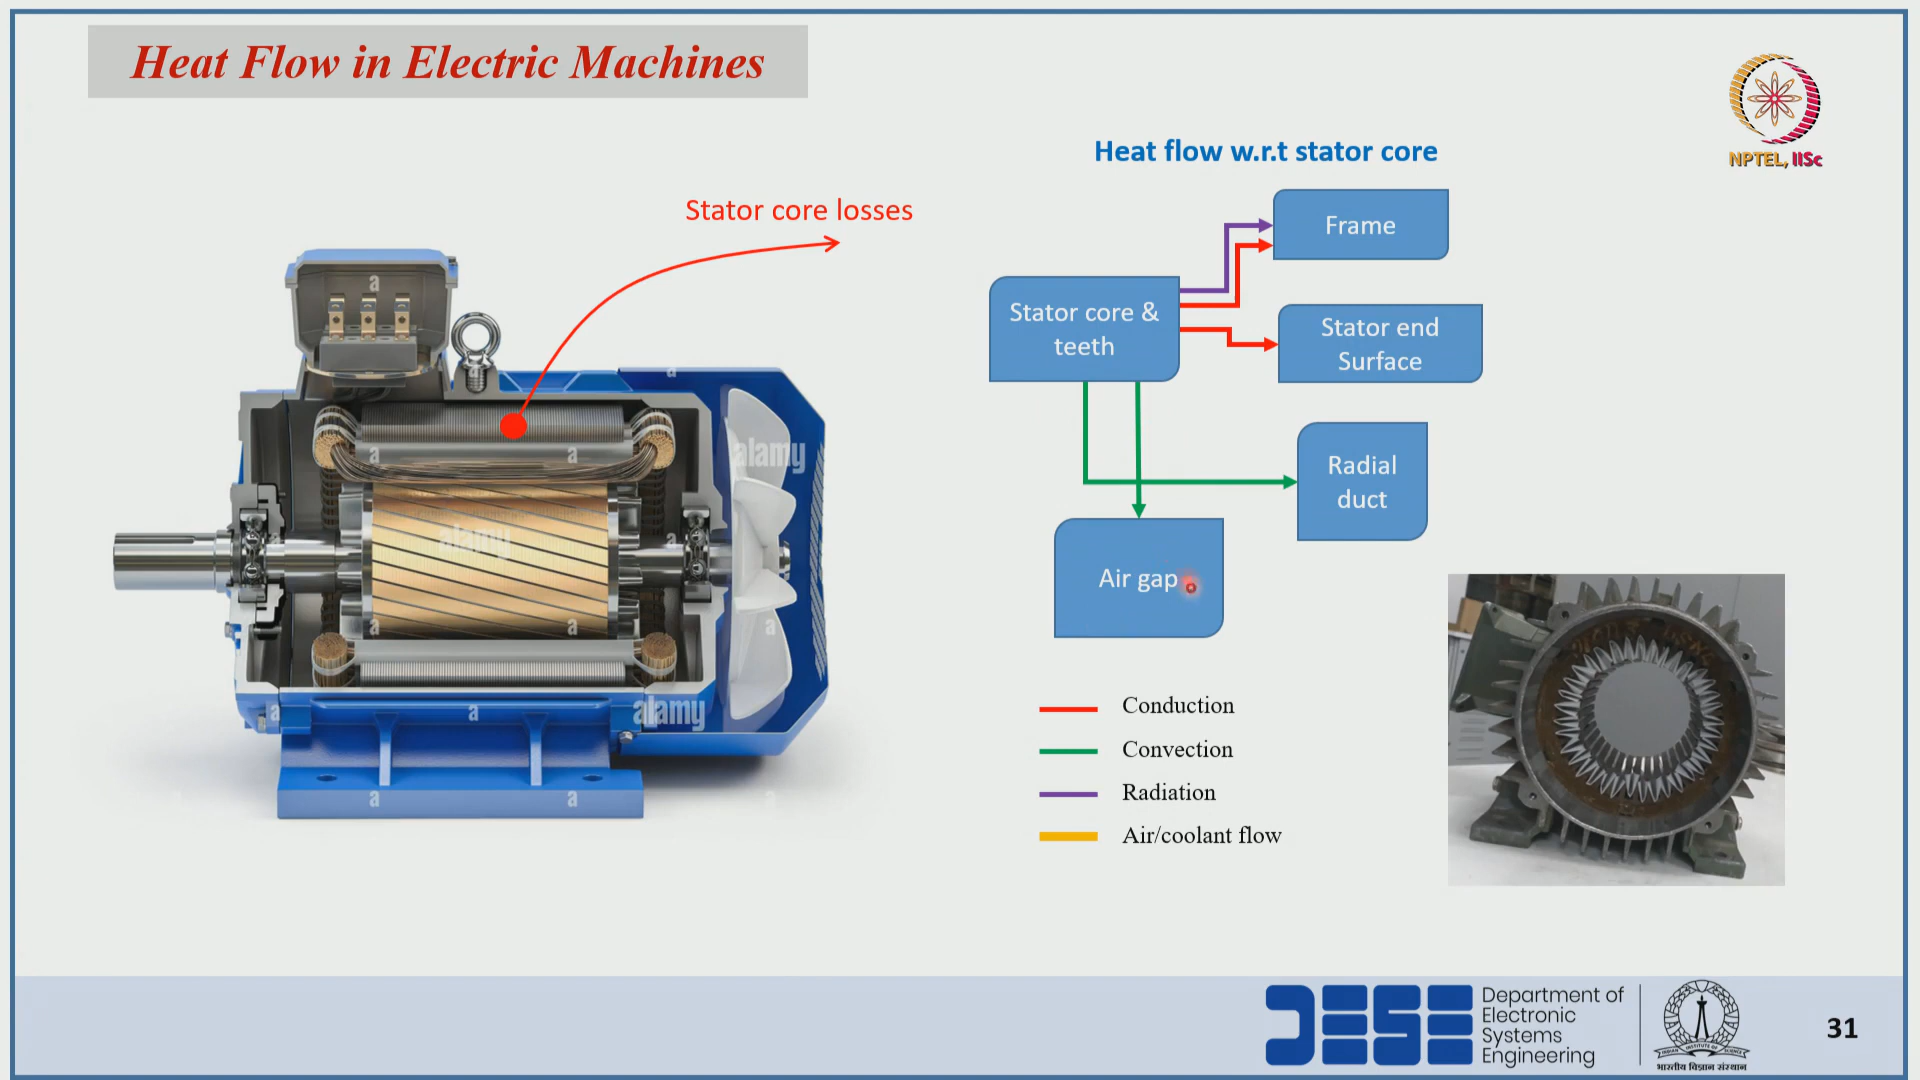 Heat Flow in Electric Machines
NPTEL, IISc
Heat flow w.r.t stator core
Stator core losses
Frame
Stator core &
teeth
Stator end
Surface
Radial
duct
Air gap
Conduction
Convection
Radiation
Air/coolant flow
a
a
alamy
a
a
alamy
a
a
a
a
a
a
a
a
alamy
a
a
DESE
Department of
Electronic
Systems
Engineering
भारतीय विज्ञान संस्थान
31